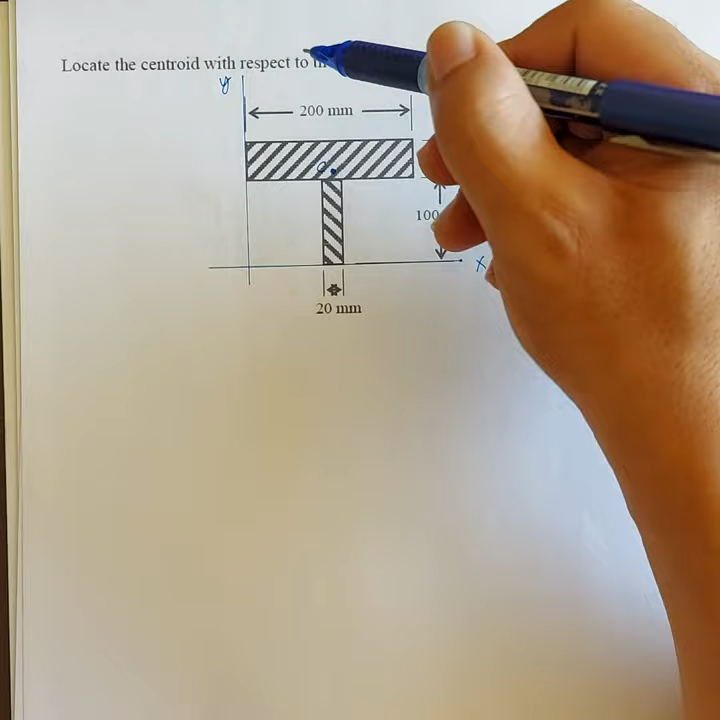 Locate the centroid with respect to
y
200 mm
100
x
20 mm